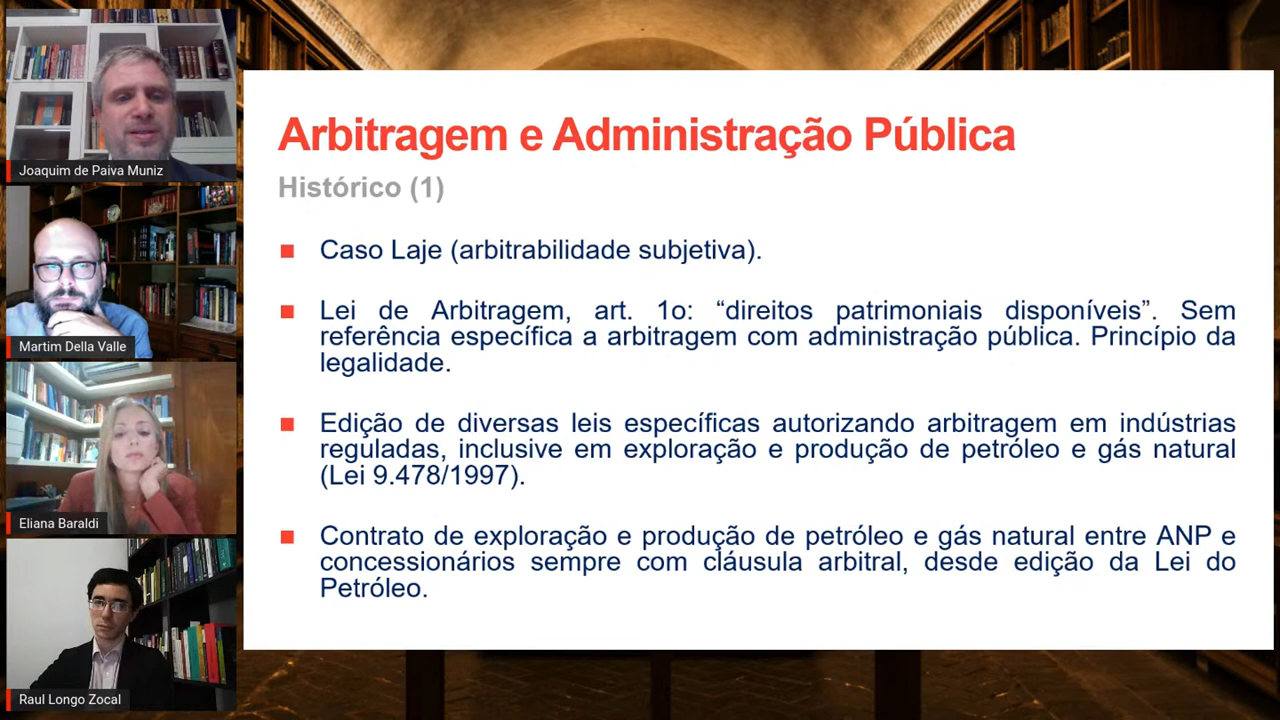 Joaquim de Paiva Muniz
Martim Della Valle
Eliana Baraldi
Raul Longo Zocal
Arbitragem e Administração Pública
Histórico (1)
Caso Laje (arbitrabilidade subjetiva).
Lei de Arbitragem, art. 1o: “direitos patrimoniais disponíveis”. Sem
referência específica a arbitragem com administração pública. Princípio da
legalidade.
Edição de diversas leis específicas autorizando arbitragem em indústrias
reguladas, inclusive em exploração e produção de petróleo e gás natural
(Lei 9.478/1997).
Contrato de exploração e produção de petróleo e gás natural entre ANP e
concessionários sempre com cláusula arbitral, desde edição da Lei do
Petróleo.